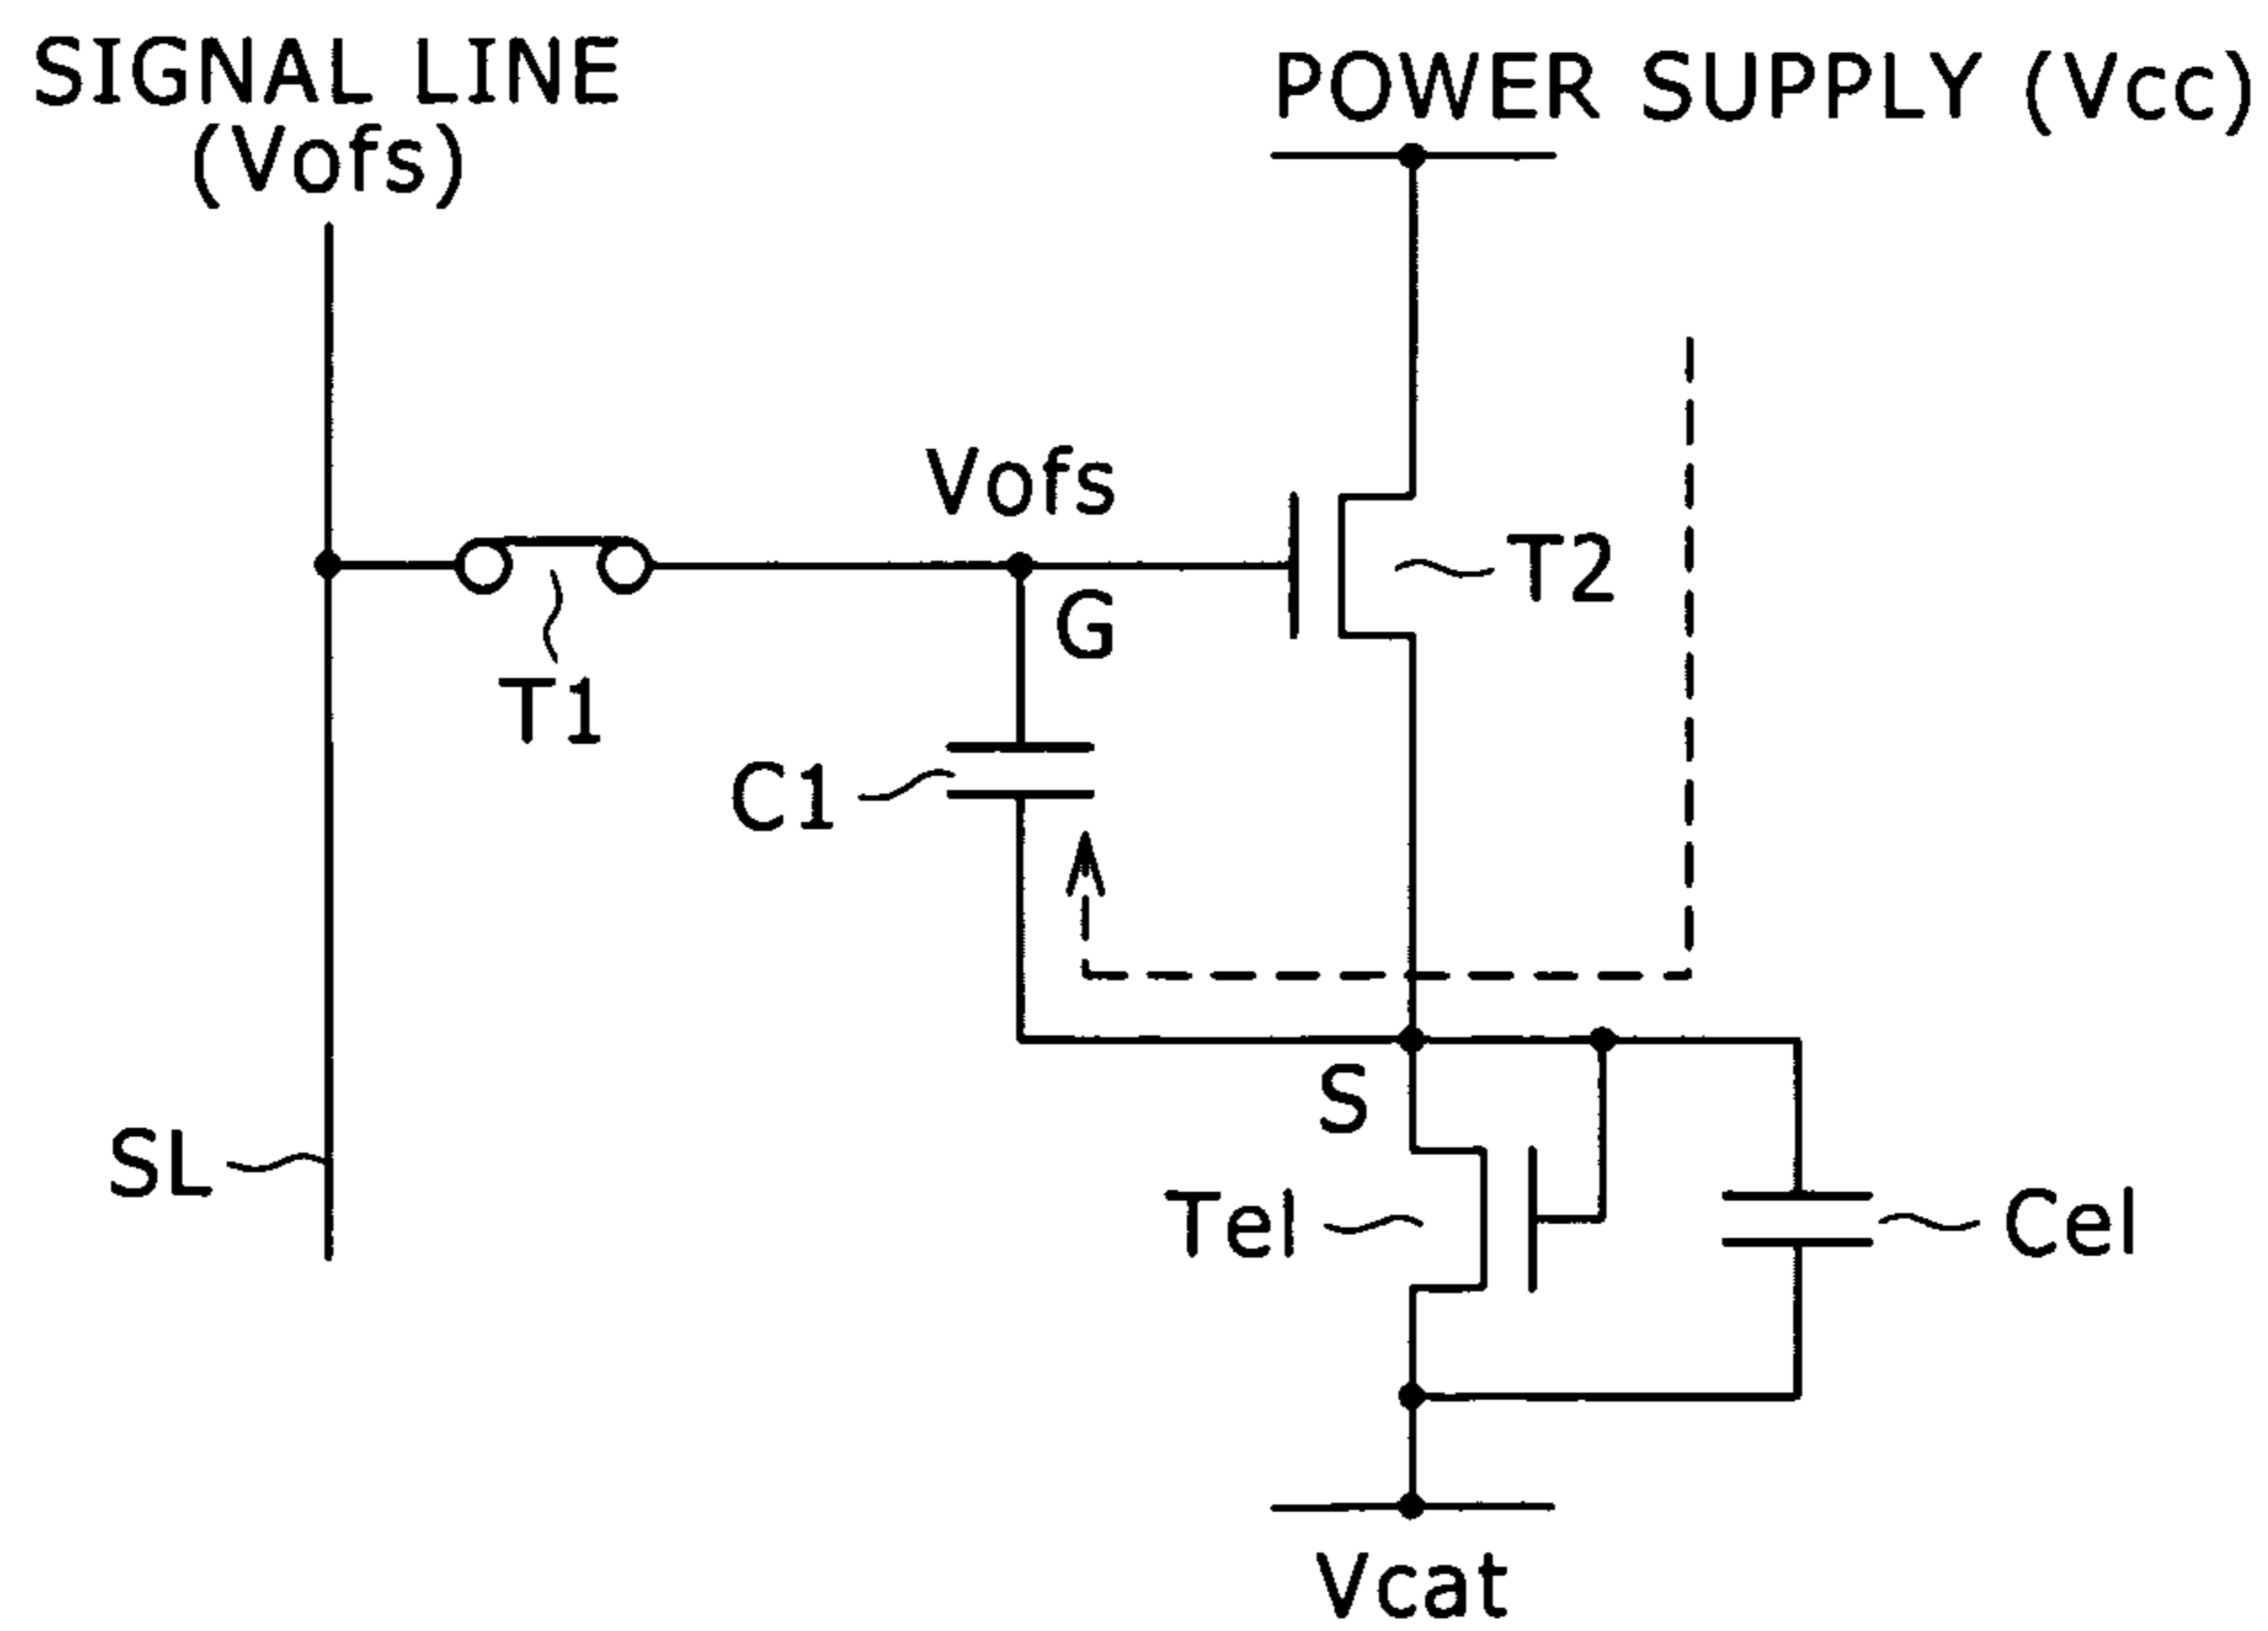 SIGNAL LINE
(Vofs)
POWER SUPPLY (Vcc)
Vofs
G
T2
T1
C1
S
SL
Tel
Cel
Vcat